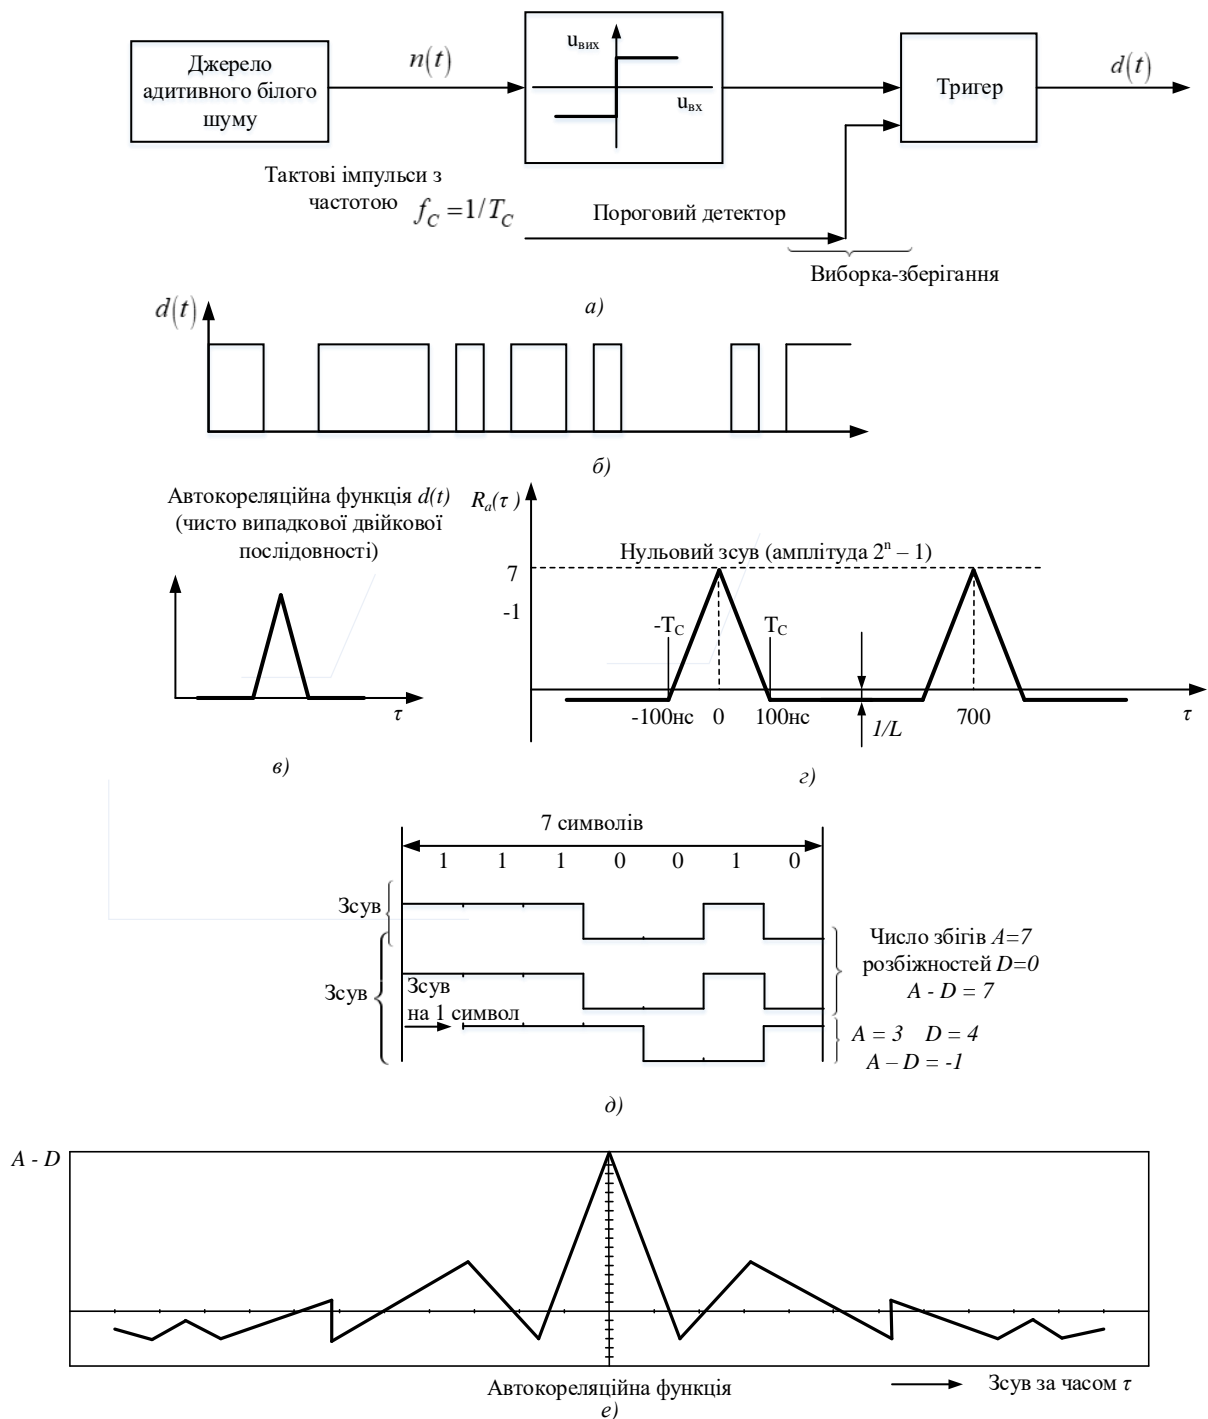 Джерело
адитивного білого
шуму
n(t)
uвих
uвх
Тригер
d(t)
Тактові імпульси з
частотою fC =1/TC
Пороговий детектор
Виборка-зберігання
а)
d(t)
б)
Автокореляційна функція d(t)
(чисто випадкової двійкової
послідовності)
τ
в)
Rа(τ )
Нульовий зсув (амплітуда 2ⁿ – 1)
7
-1
-TC
TC
-100нс 0 100нс
1/L
700
τ
г)
7 символів
1 1 1 0 0 1 0
Зсув
Зсув
Зсув
на 1 символ
Число збігів A=7
розбіжностей D=0
A - D = 7
A = 3 D = 4
A – D = -1
д)
A - D
Автокореляційна функція
Зсув за часом τ
е)